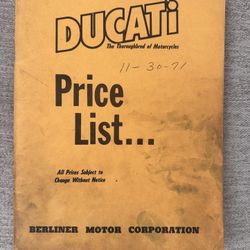 DUCATi
The Thoroughbred of Motorcycles
11-30-71
Price
List...
All Prices Subject to
Change Without Notice
BERLINER MOTOR CORPORATION